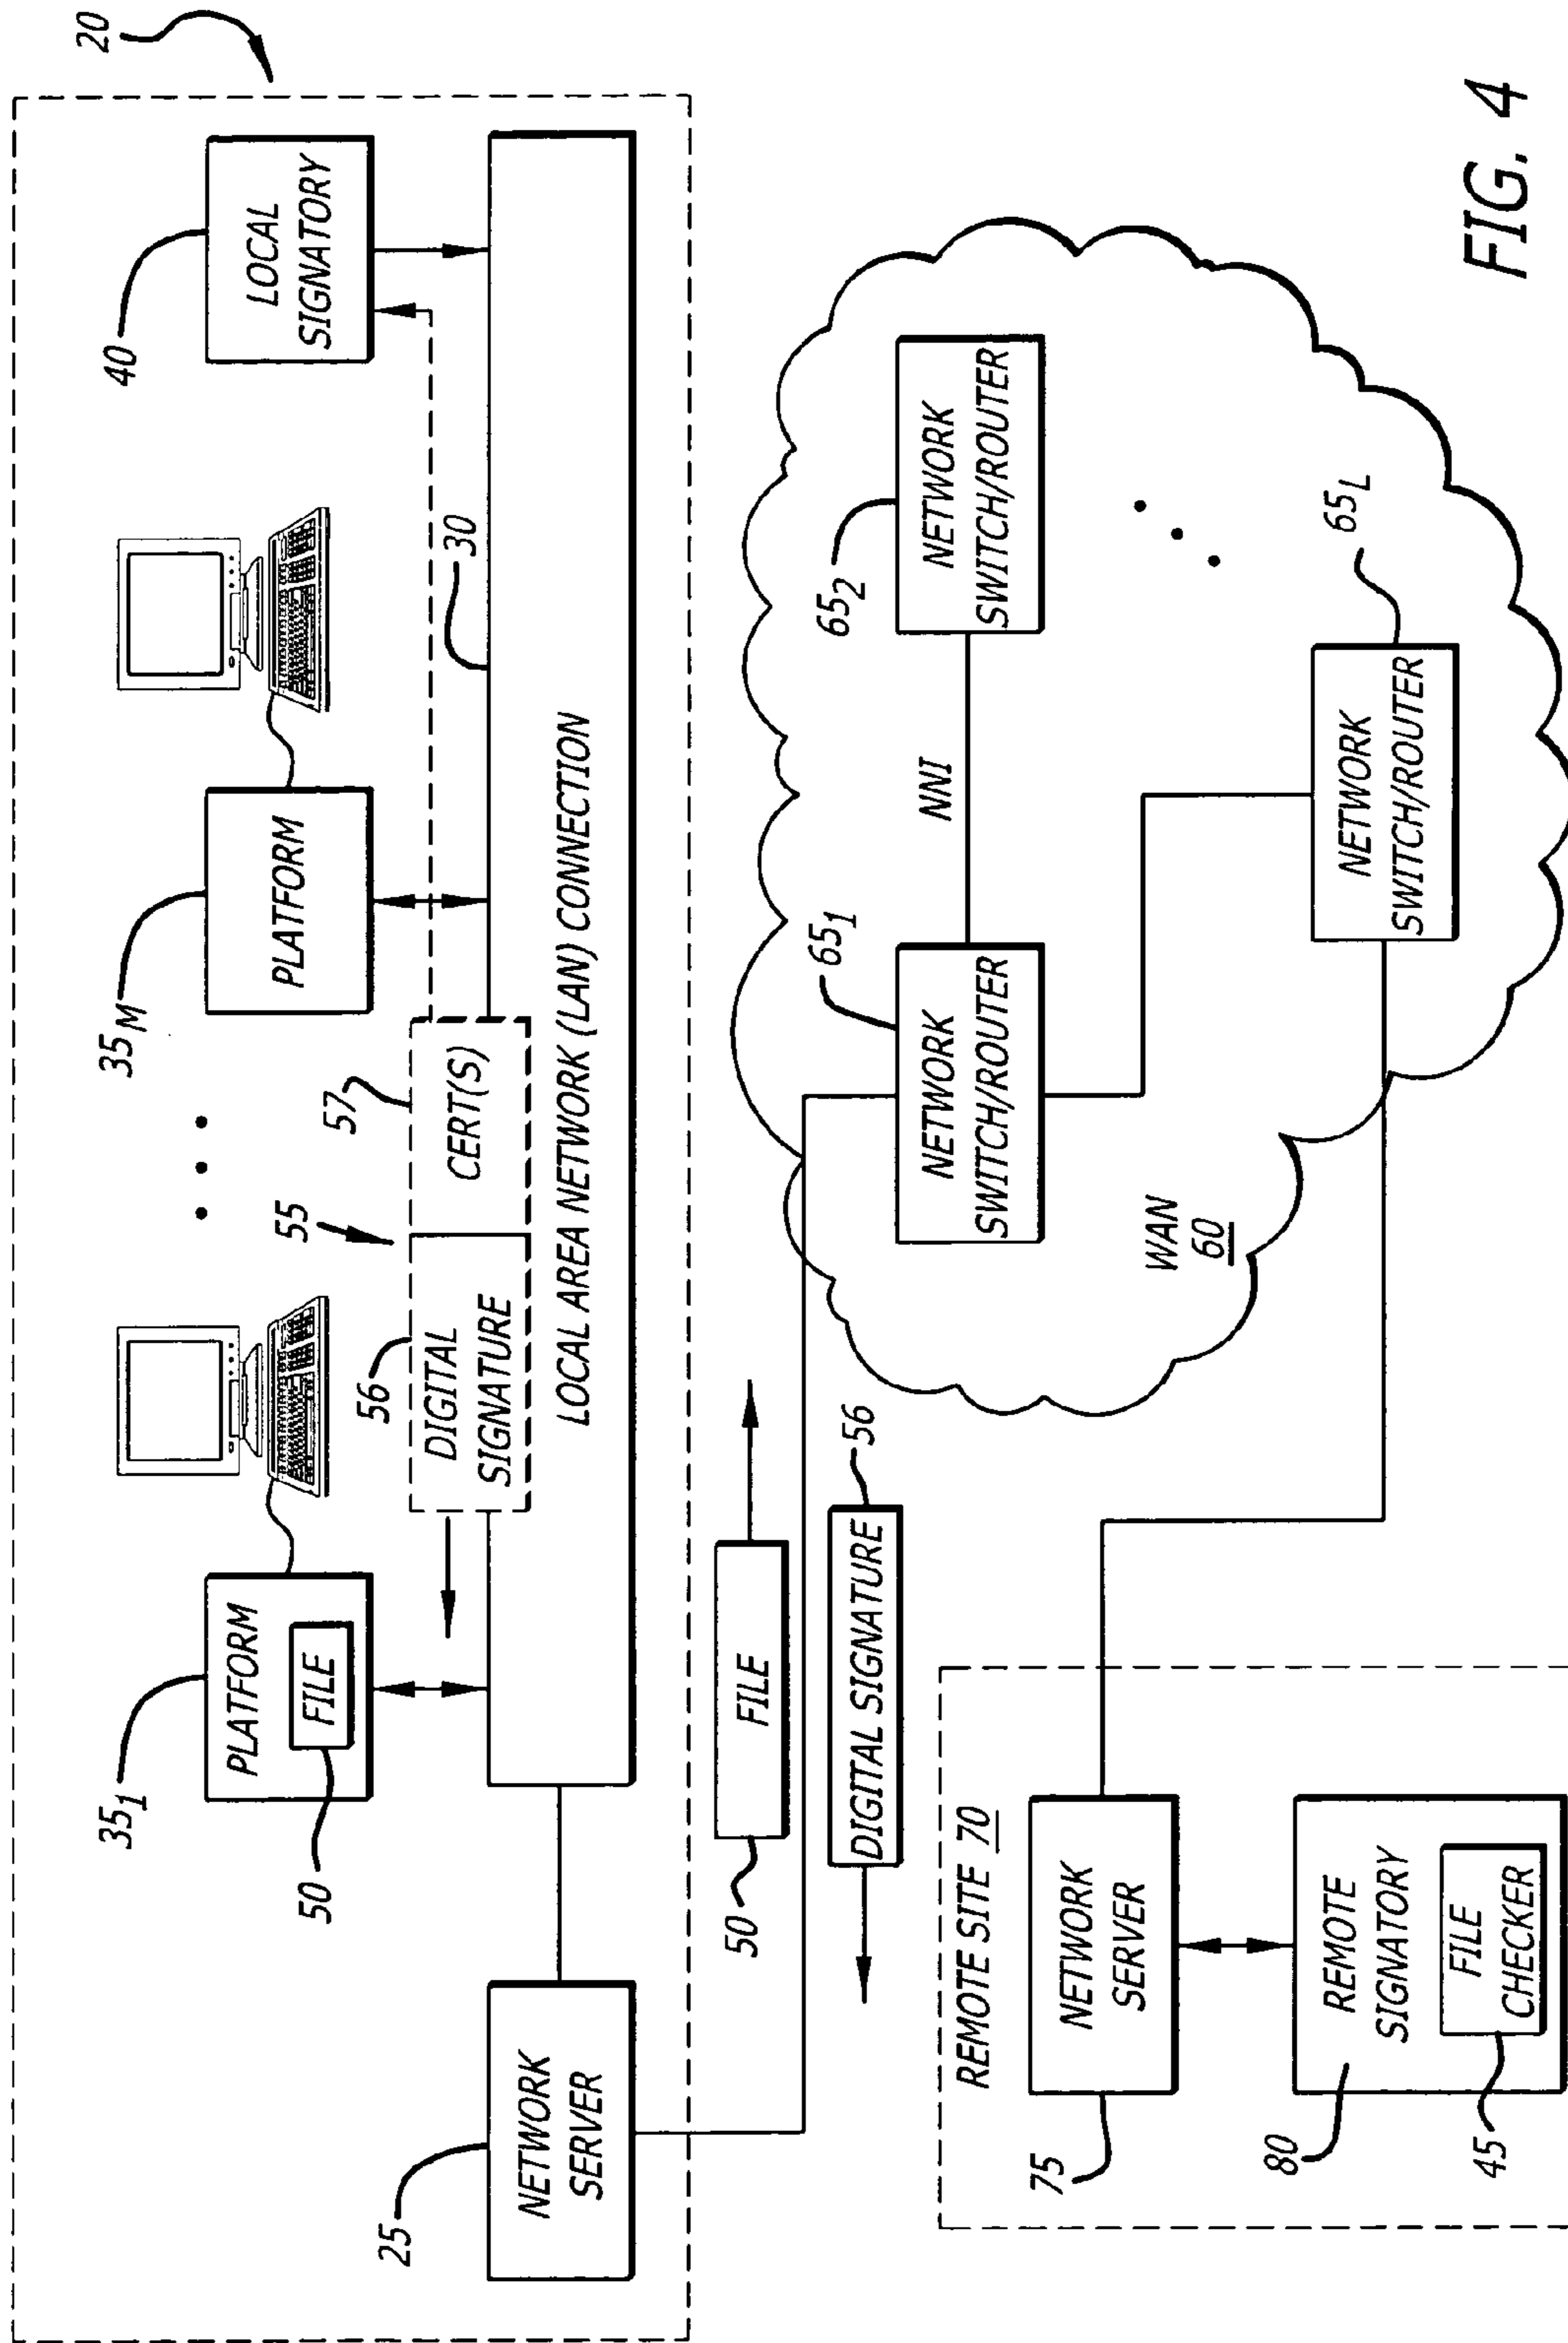 20
35₁
50
PLATFORM
FILE
35M
PLATFORM
40
LOCAL
SIGNATORY
55
56
57
DIGITAL
SIGNATURE
CERT(S)
30
LOCAL AREA NETWORK (LAN) CONNECTION
25
NETWORK
SERVER
50
FILE
DIGITAL SIGNATURE
56
65₁
NETWORK
SWITCH/ROUTER
NNI
65₂
NETWORK
SWITCH/ROUTER
WAN
60
65L
NETWORK
SWITCH/ROUTER
REMOTE SITE 70
75
NETWORK
SERVER
80
REMOTE
SIGNATORY
45
FILE
CHECKER
FIG. 4